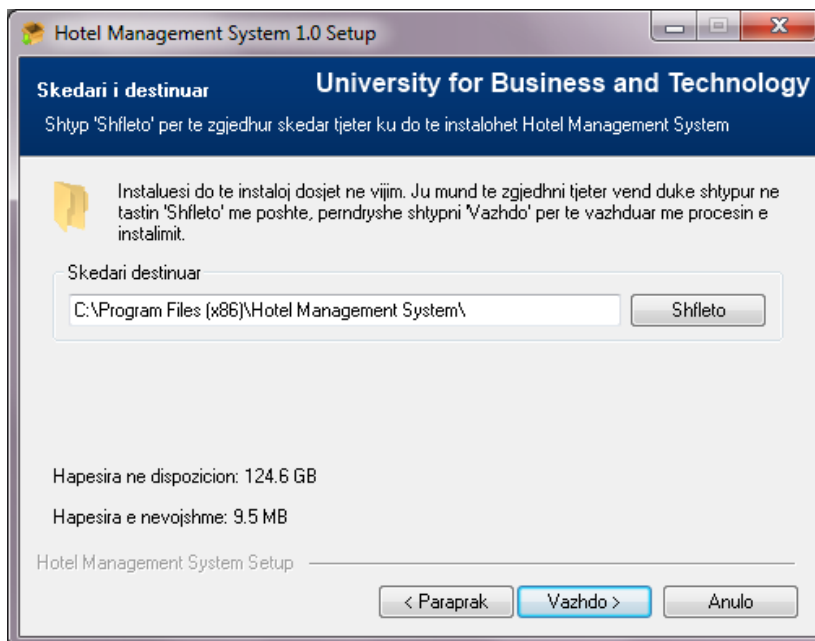 Hotel Management System 1.0 Setup
University for Business and Technology
Skedari i destinuar
Shtyp 'Shfleto' per te zgjedhur skedar tjeter ku do te instalohet Hotel Management System
Instaluesi do te instaloj dosjet ne vijim. Ju mund te zgjedhni tjeter vend duke shtypur ne
tastin 'Shfleto' me poshte, perndryshe shtypni 'Vazhdo' per te vazhduar me procesin e
instalimit.
Skedari destinuar
C:\Program Files (x86)\Hotel Management System\
Shfleto
Hapesira ne dispozicion: 124.6 GB
Hapesira e nevojshme: 9.5 MB
Hotel Management System Setup
< Paraprak
Vazhdo >
Anulo